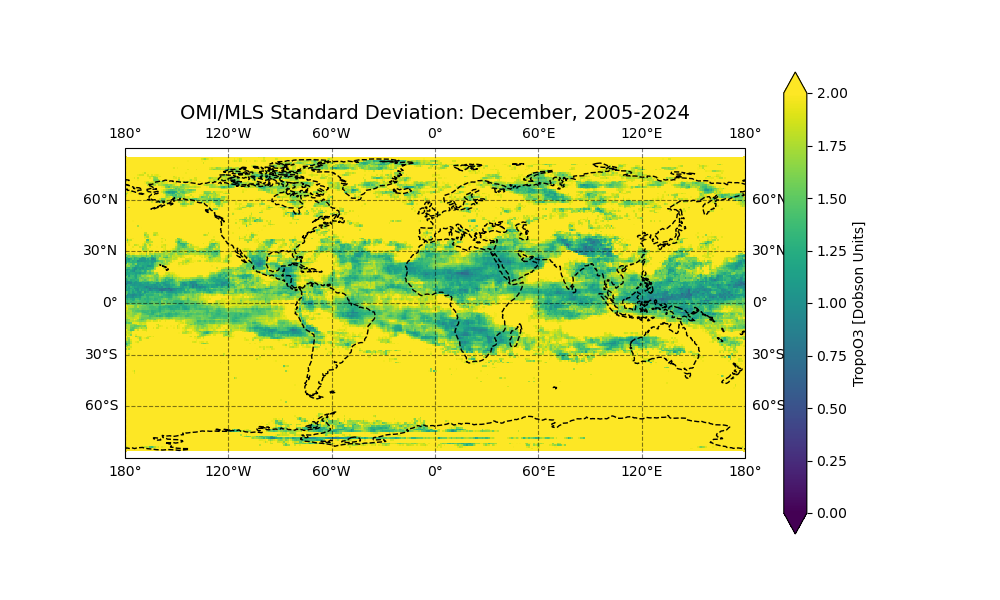 OMI/MLS Standard Deviation: December, 2005-2024
180° 120°W 60°W 0° 60°E 120°E 180°
60°N 60°N
30°N 30°N
0° 0°
30°S 30°S
60°S 60°S
180° 120°W 60°W 0° 60°E 120°E 180°
2.00
1.75
1.50
1.25
1.00
0.75
0.50
0.25
0.00
TropoO3 [Dobson Units]